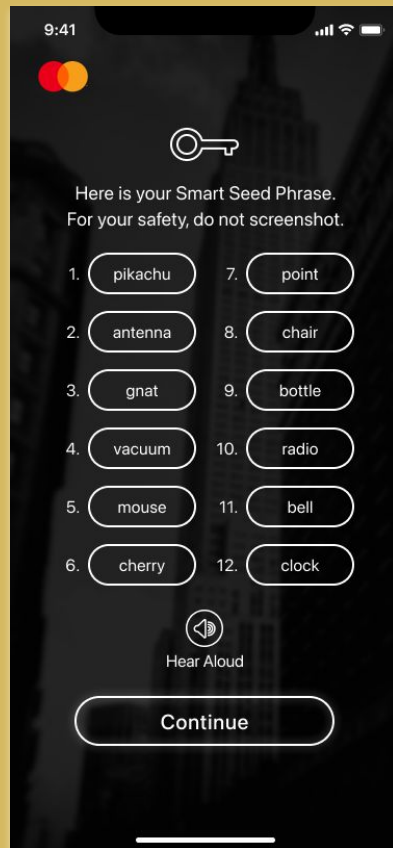 9:41
Here is your Smart Seed Phrase.
For your safety, do not screenshot.
1. pikachu
2. antenna
3. gnat
4. vacuum
5. mouse
6. cherry
7. point
8. chair
9. bottle
10. radio
11. bell
12. clock
Hear Aloud
Continue